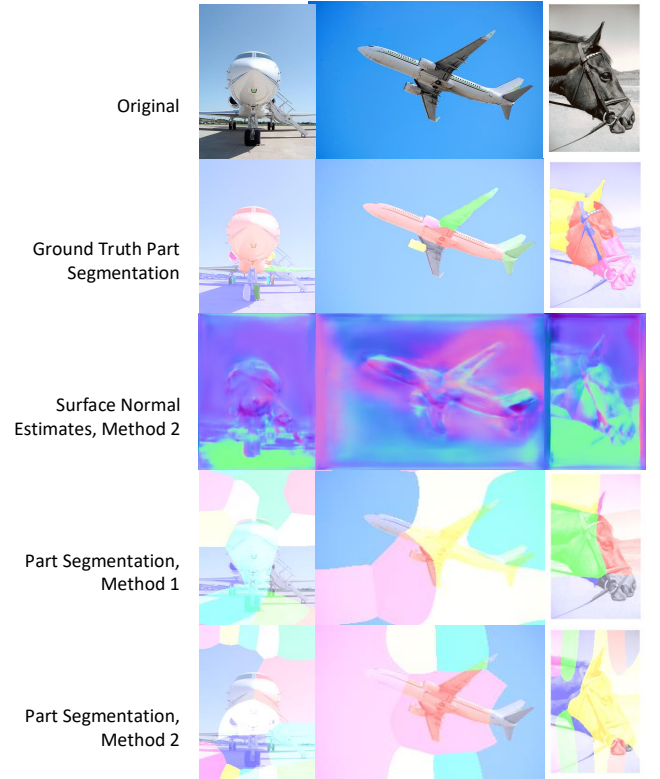 Original
Ground Truth Part
Segmentation
Surface Normal
Estimates, Method 2
Part Segmentation,
Method 1
Part Segmentation,
Method 2